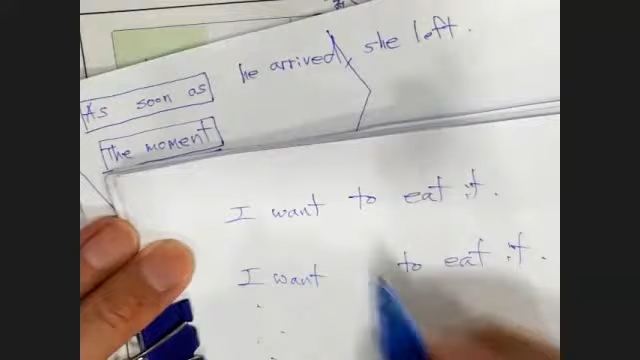 he arrived, she left.
As soon as
The moment
I want to eat it.
I want to eat it.